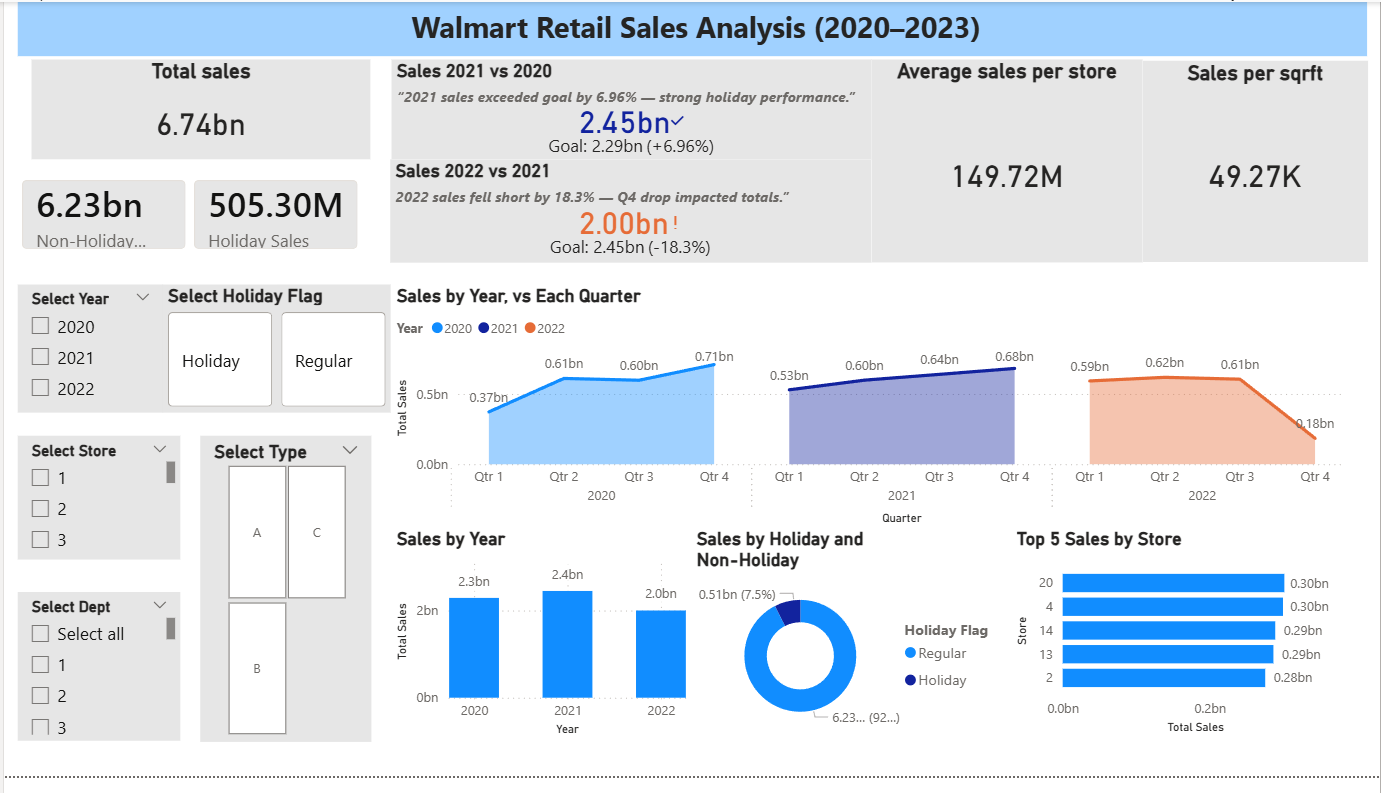 Walmart Retail Sales Analysis (2020–2023)
Total sales
6.74bn
6.23bn
Non-Holiday...
505.30M
Holiday Sales
Sales 2021 vs 2020
“2021 sales exceeded goal by 6.96% — strong holiday performance.”
2.45bn✓
Goal: 2.29bn (+6.96%)
Sales 2022 vs 2021
2022 sales fell short by 18.3% — Q4 drop impacted totals.”
2.00bn!
Goal: 2.45bn (-18.3%)
Average sales per store
149.72M
Sales per sqrft
49.27K
Select Year
2020
2021
2022
Select Holiday Flag
Holiday
Regular
Select Store
1
2
3
Select Type
A
C
B
Select Dept
Select all
1
2
3
Sales by Year, vs Each Quarter
Year 2020 2021 2022
Total Sales
0.5bn
0.0bn
0.37bn
0.61bn
0.60bn
0.71bn
0.53bn
0.60bn
0.64bn
0.68bn
0.59bn
0.62bn
0.61bn
0.18bn
Qtr 1 Qtr 2 Qtr 3 Qtr 4 Qtr 1 Qtr 2 Qtr 3 Qtr 4 Qtr 1 Qtr 2 Qtr 3 Qtr 4
2020 2021 2022
Quarter
Sales by Year
Total Sales
2bn
0bn
2.3bn
2.4bn
2.0bn
2020 2021 2022
Year
Sales by Holiday and
Non-Holiday
0.51bn (7.5%)
6.23... (92...)
Holiday Flag
Regular
Holiday
Top 5 Sales by Store
Store
20 0.30bn
4 0.30bn
14 0.29bn
13 0.29bn
2 0.28bn
0.0bn 0.2bn
Total Sales